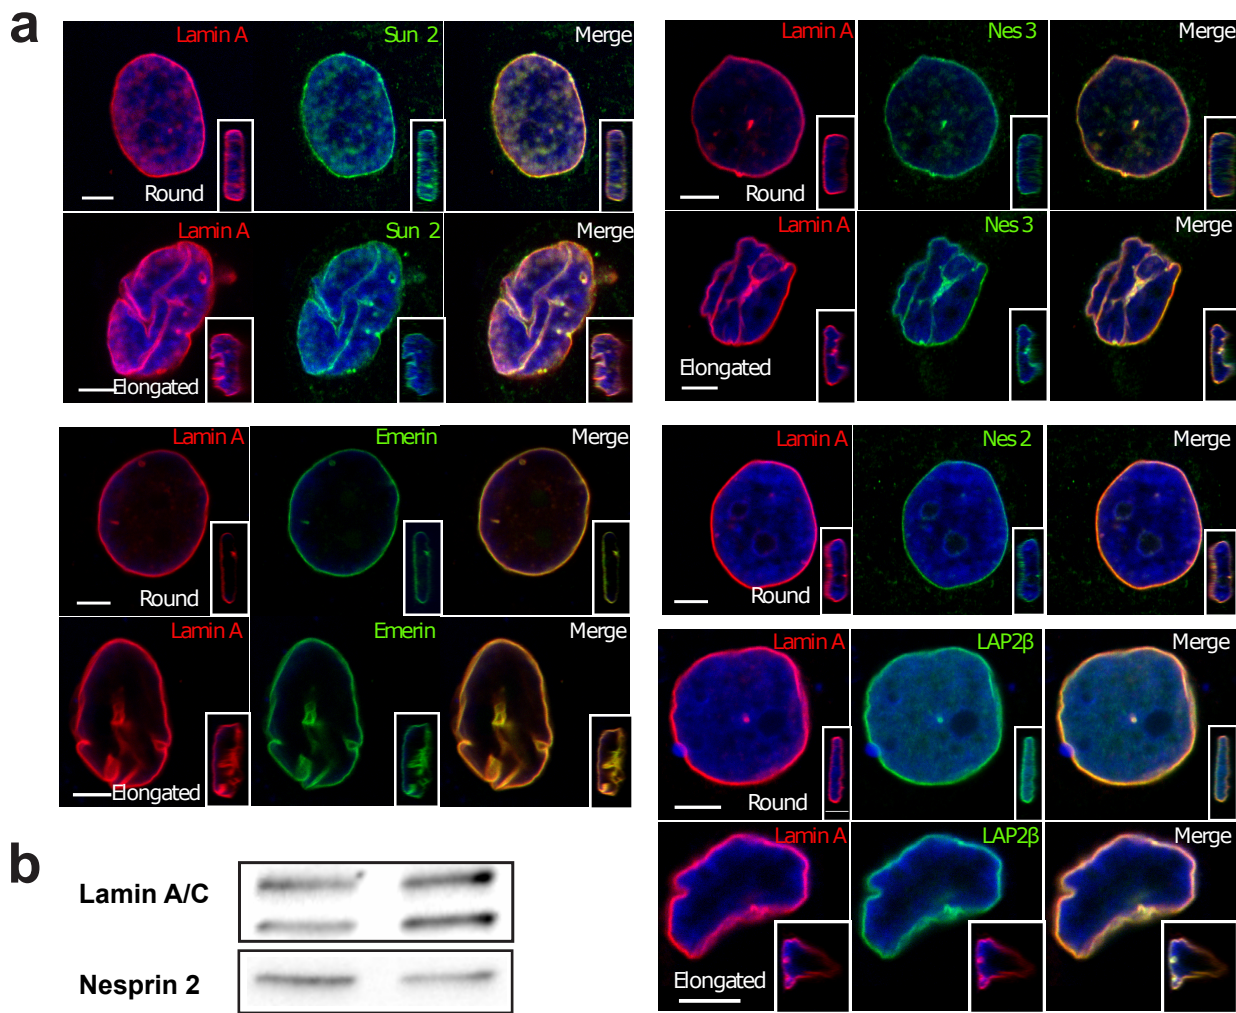 a
Lamin A Sun 2 Merge
Round
Lamin A Sun 2 Merge
Elongated
Lamin A Nes 3 Merge
Round
Lamin A Nes 3 Merge
Elongated
Lamin A Emerin Merge
Round
Lamin A Emerin Merge
Elongated
Lamin A Nes 2 Merge
Round
Lamin A LAP2β Merge
Round
Lamin A LAP2β Merge
Elongated
b
Lamin A/C
Nesprin 2